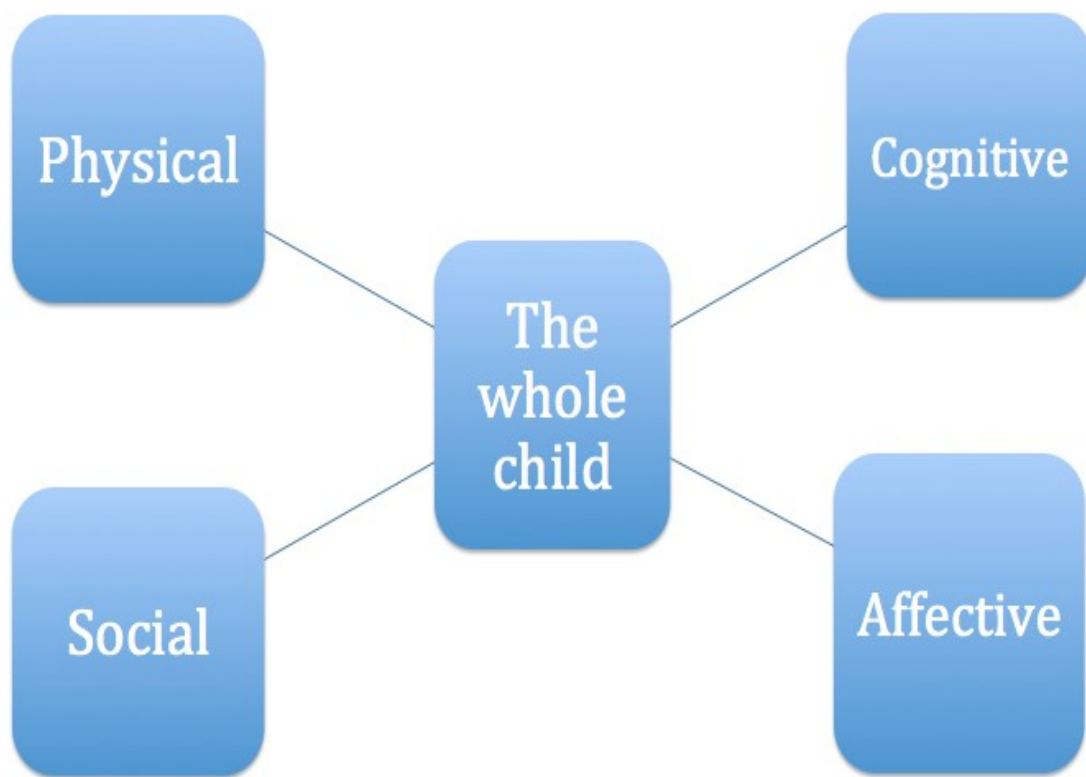 Physical
Cognitive
The
whole
child
Social
Affective